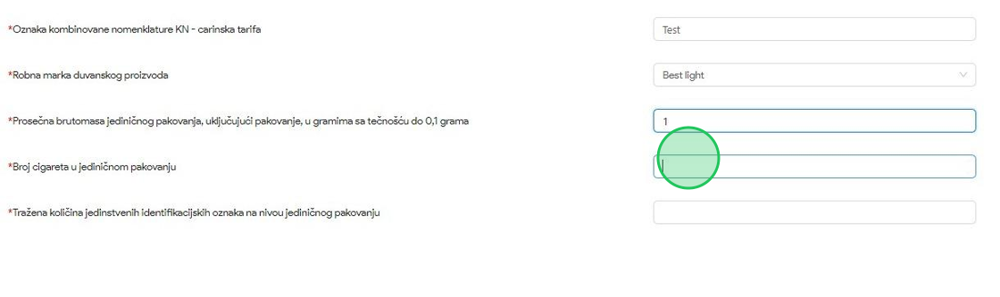 *Oznaka kombinovane nomenklature KN - carinska tarifa
Test
*Robna marka duvanskog proizvoda
Best light
*Prosečna brutomasa jediničnog pakovanja, uključujući pakovanje, u gramima sa tečnošću do 0,1 grama
1
*Broj cigareta u jediničnom pakovanju
*Tražena količina jedinstvenih identifikacijskih oznaka na nivou jediničnog pakovanju